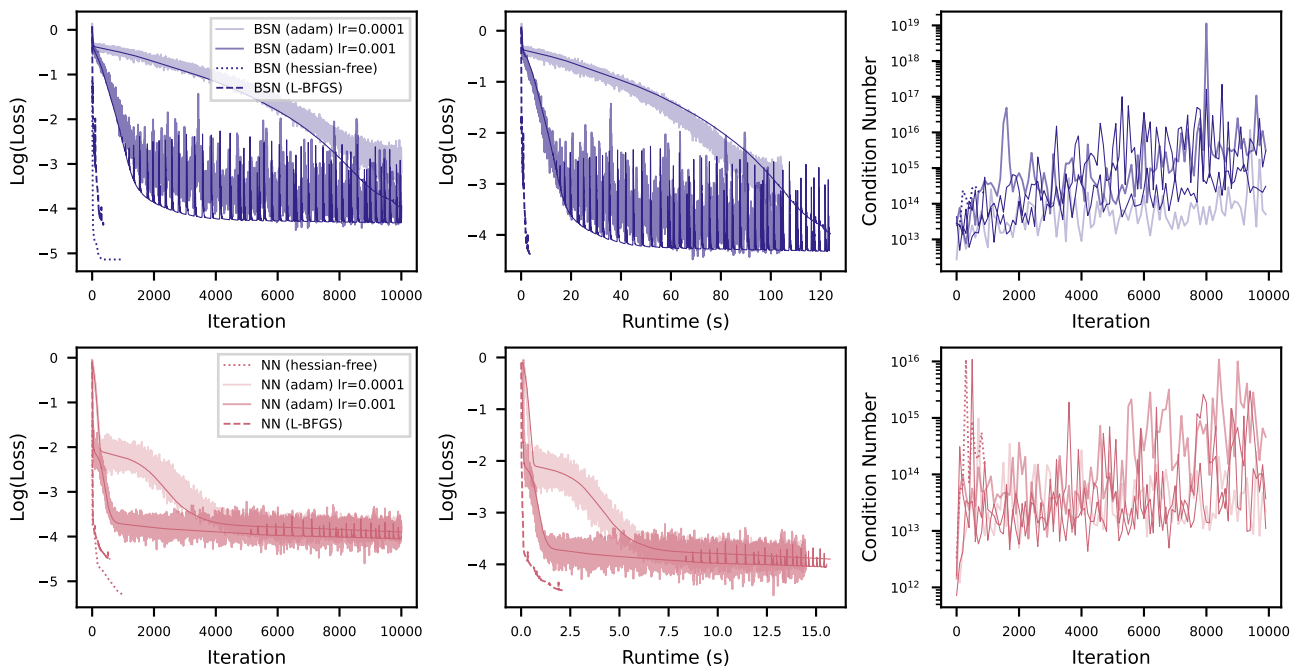 BSN (adam) lr=0.0001
BSN (adam) lr=0.001
BSN (hessian-free)
BSN (L-BFGS)
Log(Loss)
0
−1
−2
−3
−4
−5
0 2000 4000 6000 8000 10000
Iteration
Log(Loss)
0
−1
−2
−3
−4
0 20 40 60 80 100 120
Runtime (s)
Condition Number
10^19
10^18
10^17
10^16
10^15
10^14
10^13
0 2000 4000 6000 8000 10000
Iteration
NN (hessian-free)
NN (adam) lr=0.0001
NN (adam) lr=0.001
NN (L-BFGS)
Log(Loss)
0
−1
−2
−3
−4
−5
0 2000 4000 6000 8000 10000
Iteration
Log(Loss)
0
−1
−2
−3
−4
0.0 2.5 5.0 7.5 10.0 12.5 15.0
Runtime (s)
Condition Number
10^16
10^15
10^14
10^13
10^12
0 2000 4000 6000 8000 10000
Iteration